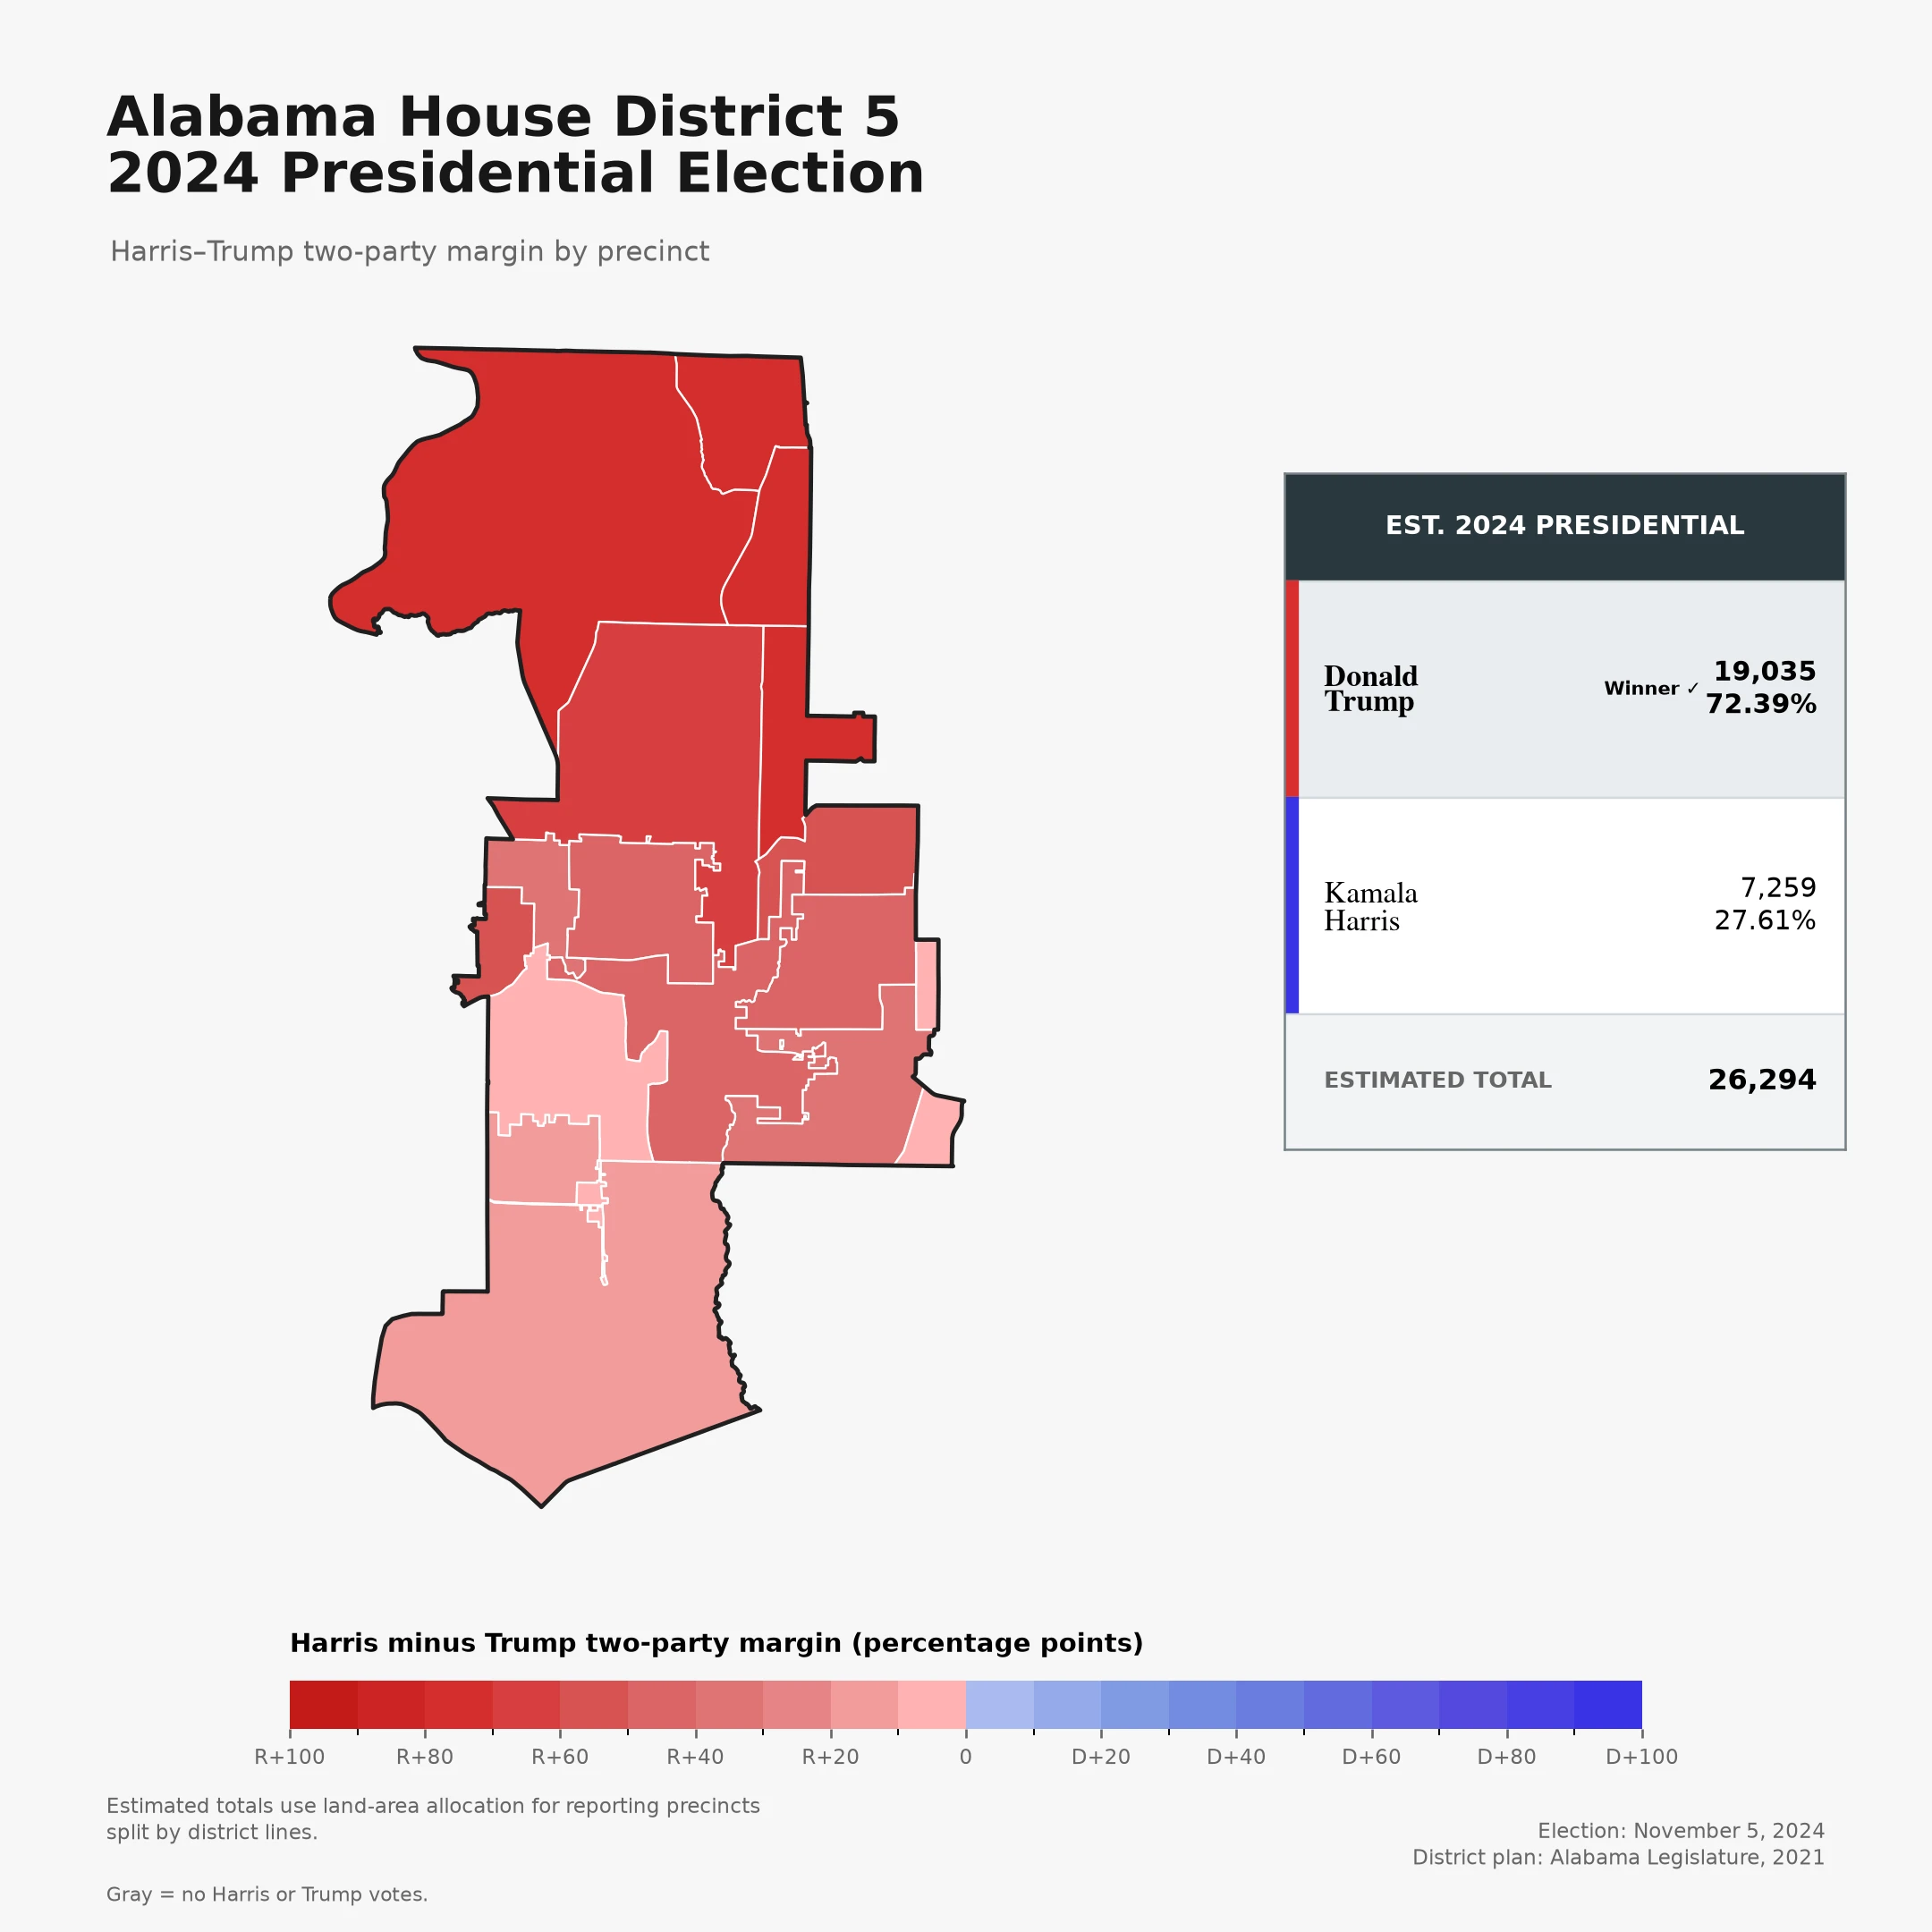 Alabama House District 5
2024 Presidential Election
Harris–Trump two-party margin by precinct
EST. 2024 PRESIDENTIAL
Donald
Trump
Winner ✓
19,035
72.39%
Kamala
Harris
7,259
27.61%
ESTIMATED TOTAL
26,294
Harris minus Trump two-party margin (percentage points)
R+100 R+80 R+60 R+40 R+20 0 D+20 D+40 D+60 D+80 D+100
Estimated totals use land-area allocation for reporting precincts
split by district lines.
Gray = no Harris or Trump votes.
Election: November 5, 2024
District plan: Alabama Legislature, 2021